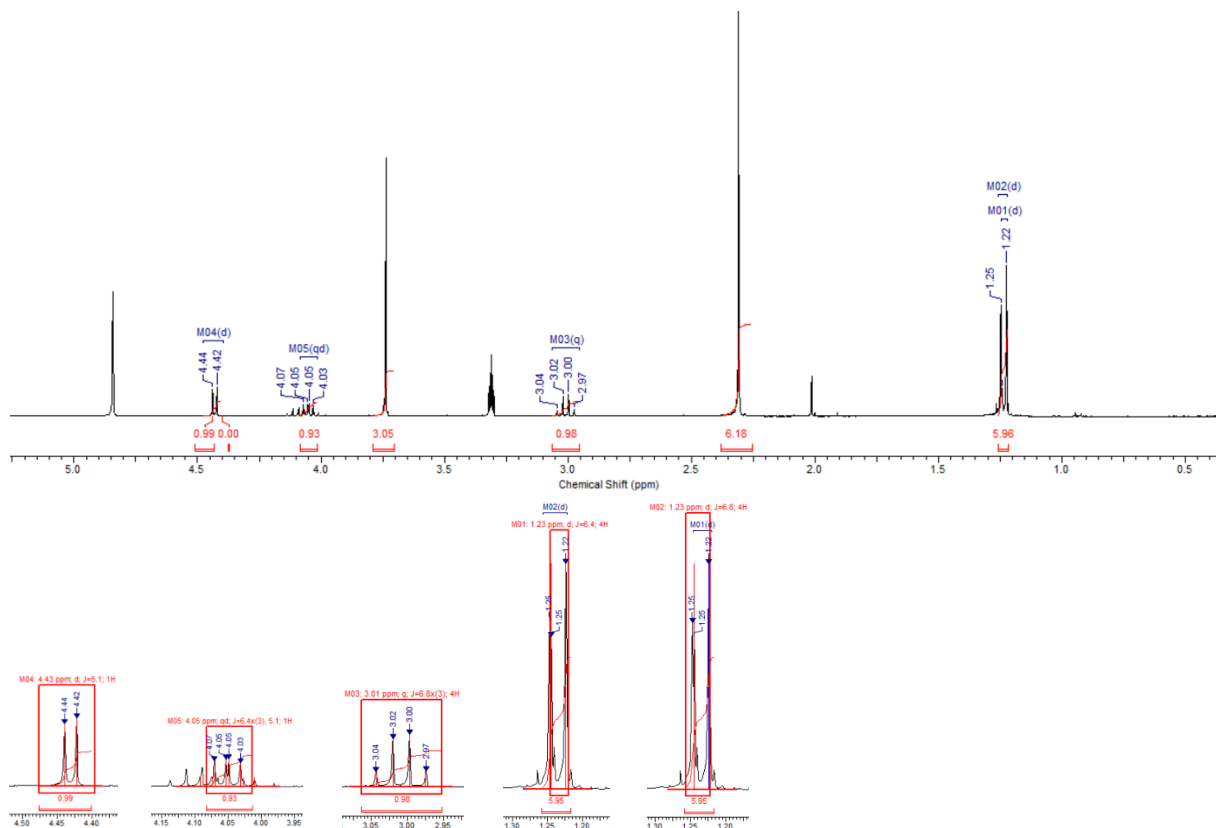 M02(d)
M01(d)
1.25
1.22
M04(d)
4.44
4.42
M05(qd)
4.07
4.05
4.05
4.03
M03(q)
3.04
3.02
3.00
2.97
0.99 0.00 0.93 3.05 0.98 6.18 5.96
5.0 4.5 4.0 3.5 3.0 2.5 2.0 1.5 1.0 0.5
Chemical Shift (ppm)
M04: 4.43 ppm; d; J=5.1; 1H
4.44
4.42
0.99
4.50 4.45 4.40
M05: 4.05 ppm; qd; J=6.4x(3), 5.1; 1H
4.07
4.05
4.05
4.03
0.93
4.10 4.05 4.00 3.95
M03: 3.01 ppm; q; J=6.8x(3); 4H
3.04
3.02
3.00
2.97
0.98
3.05 3.00 2.95
M02(d)
M01: 1.23 ppm; d; J=6.4; 4H
1.25
1.25
1.22
5.95
1.30 1.25 1.20
M02: 1.23 ppm; d; J=6.8; 4H
M01(d)
1.25
1.25
1.22
5.95
1.30 1.25 1.20